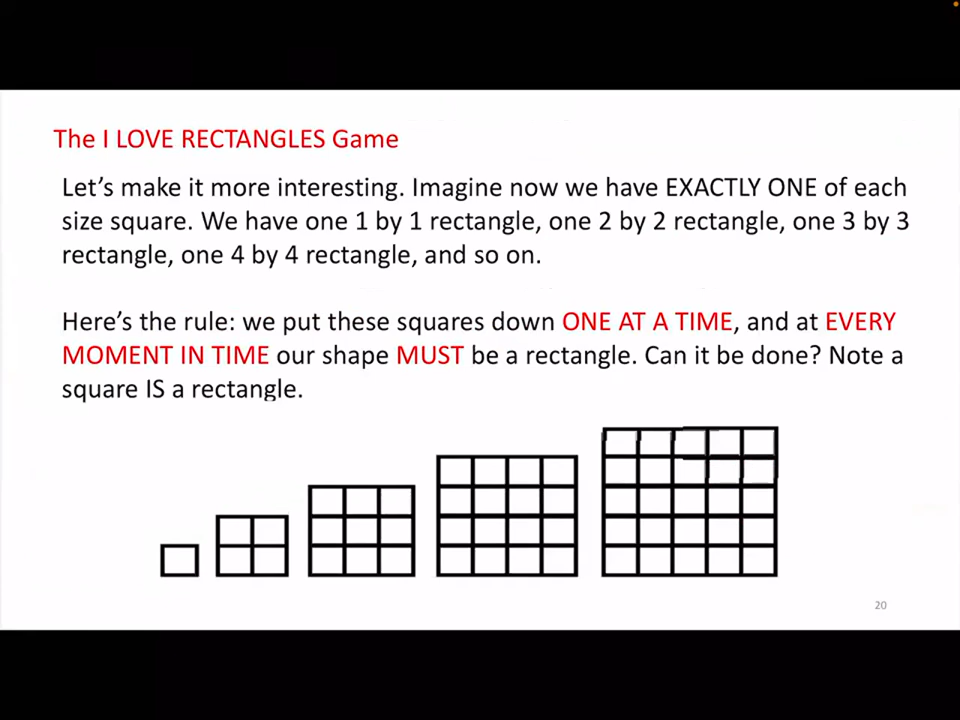 The I LOVE RECTANGLES Game
Let’s make it more interesting. Imagine now we have EXACTLY ONE of each
size square. We have one 1 by 1 rectangle, one 2 by 2 rectangle, one 3 by 3
rectangle, one 4 by 4 rectangle, and so on.
Here’s the rule: we put these squares down ONE AT A TIME, and at EVERY
MOMENT IN TIME our shape MUST be a rectangle. Can it be done? Note a
square IS a rectangle.
20